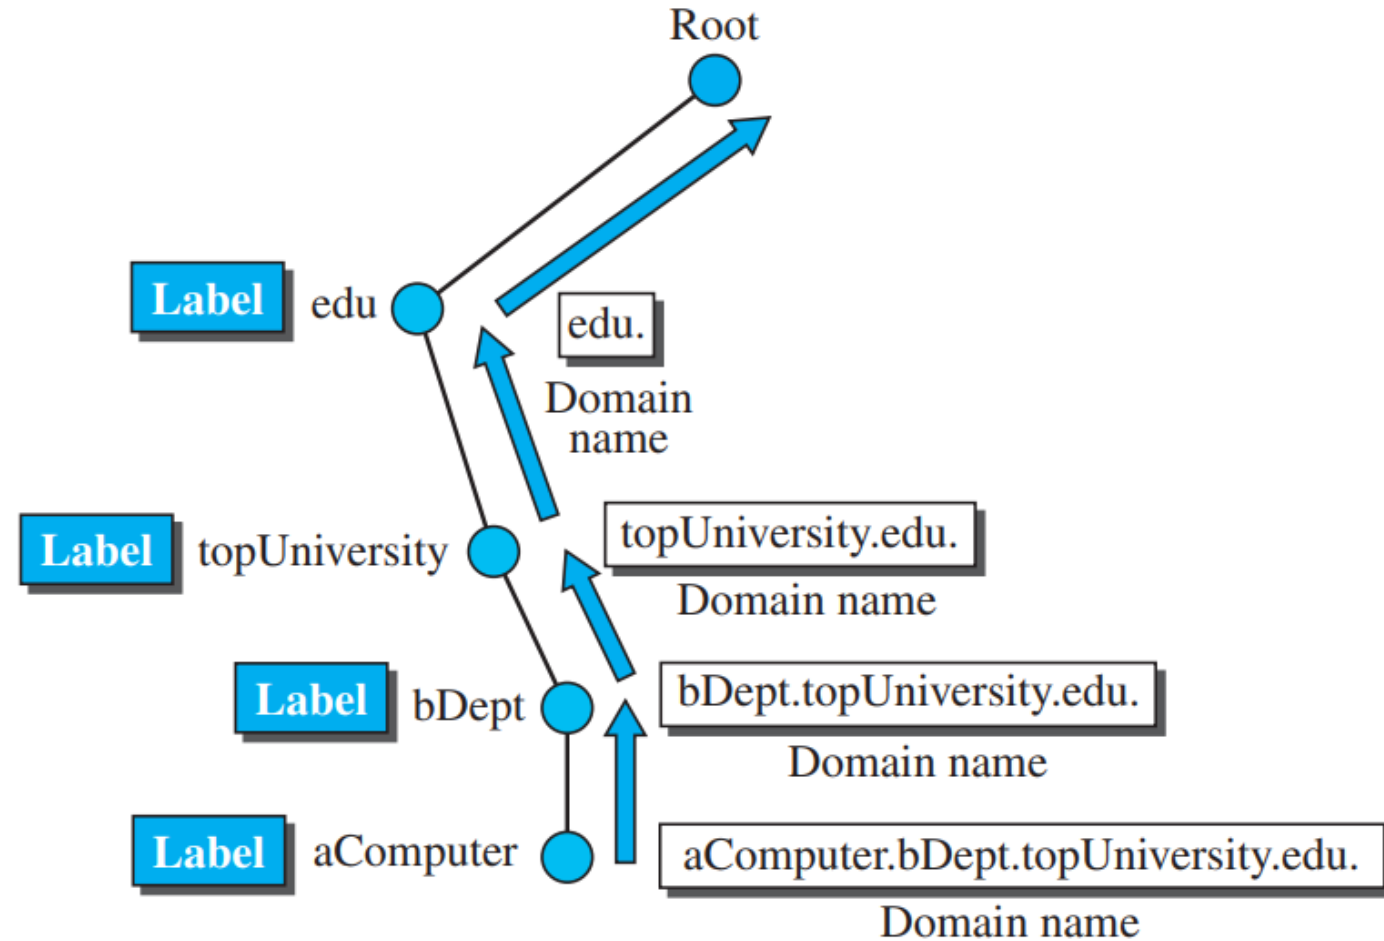 Root
Label edu
edu.
Domain
name
Label topUniversity
topUniversity.edu.
Domain name
Label bDept
bDept.topUniversity.edu.
Domain name
Label aComputer
aComputer.bDept.topUniversity.edu.
Domain name